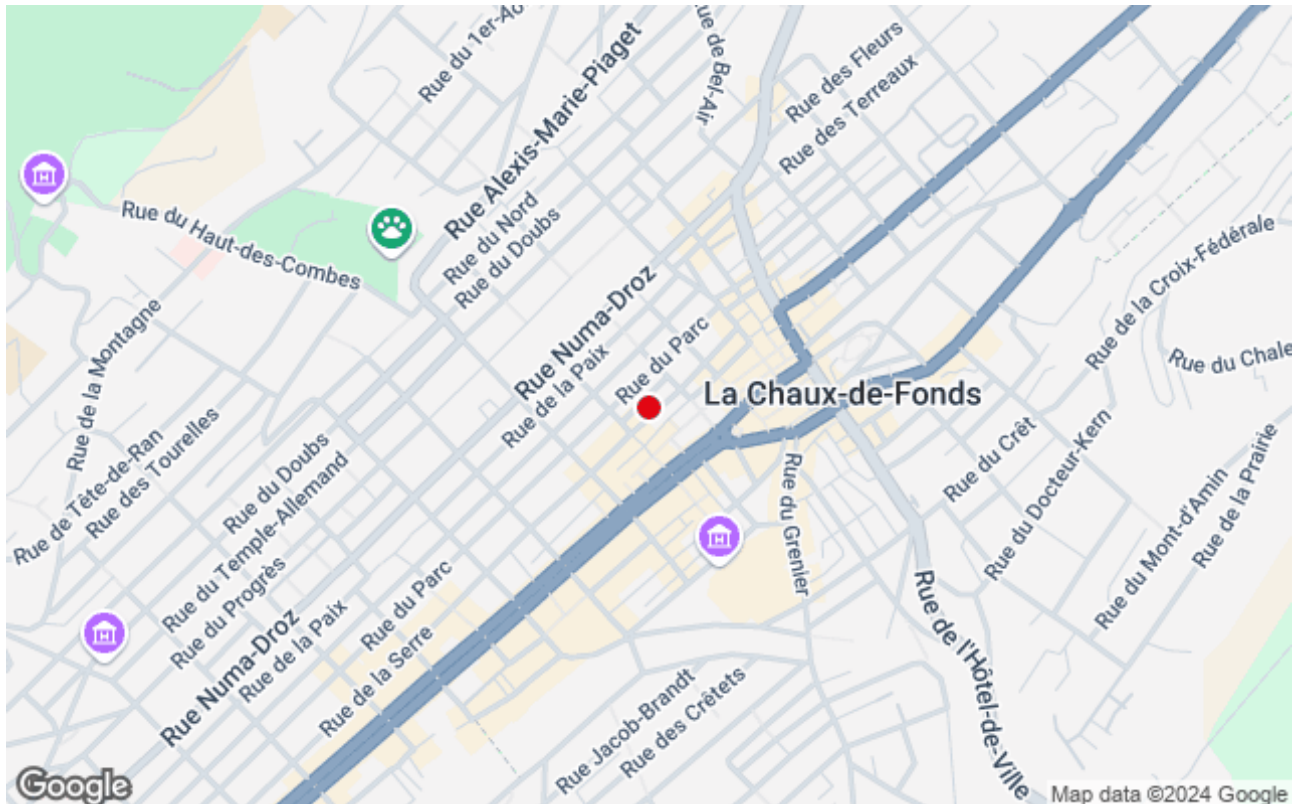 Rue du 1er-Ao
Rue de Bel-Air
Rue des Fleurs
Rue des Terreaux
Rue Alexis-Marie-Piaget
Rue du Nord
Rue du Doubs
Rue du Haut-des-Combes
Rue de la Croix-Fédérale
Rue du Chale
Rue Numa-Droz
Rue du Parc
Rue de la Paix
La Chaux-de-Fonds
Rue de la Montagne
Rue de Tête-de-Ran
Rue des Tourelles
Rue du Doubs
Rue du Temple-Allemand
Rue du Progrès
Rue Numa-Droz
Rue de la Paix
Rue du Parc
Rue de la Serre
Rue du Grenier
Rue du Crêt
Rue du Docteur-Kern
Rue du Mont-d'Amin
Rue de la Prairie
Rue de l'Hôtel-de-Ville
Rue Jacob-Brandt
Rue des Crêtets
Google
Map data ©2024 Google